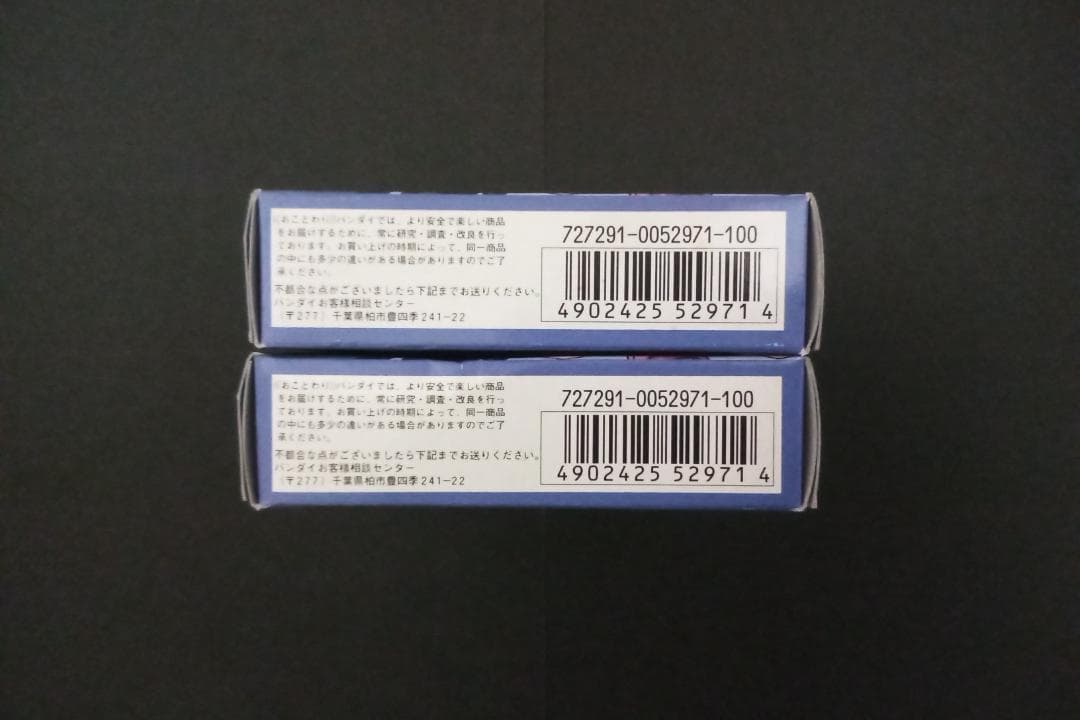 おことわり バンダイでは、より安全で楽しい商品
をお届けするために、常に研究・調査・改良を行っ
ております。お買い上げの時期によって、同一商品
の中にも多少の違いがある場合がありますのでご了
承ください。
不都合な点がございましたら下記までお送りください。
バンダイお客様相談センター
(〒277) 千葉県柏市豊四季241-22
727291-0052971-100
4902425 52971 4
おことわり バンダイでは、より安全で楽しい商品
をお届けするために、常に研究・調査・改良を行っ
ております。お買い上げの時期によって、同一商品
の中にも多少の違いがある場合がありますのでご了
承ください。
不都合な点がございましたら下記までお送りください。
バンダイお客様相談センター
(〒277) 千葉県柏市豊四季241-22
727291-0052971-100
4902425 52971 4